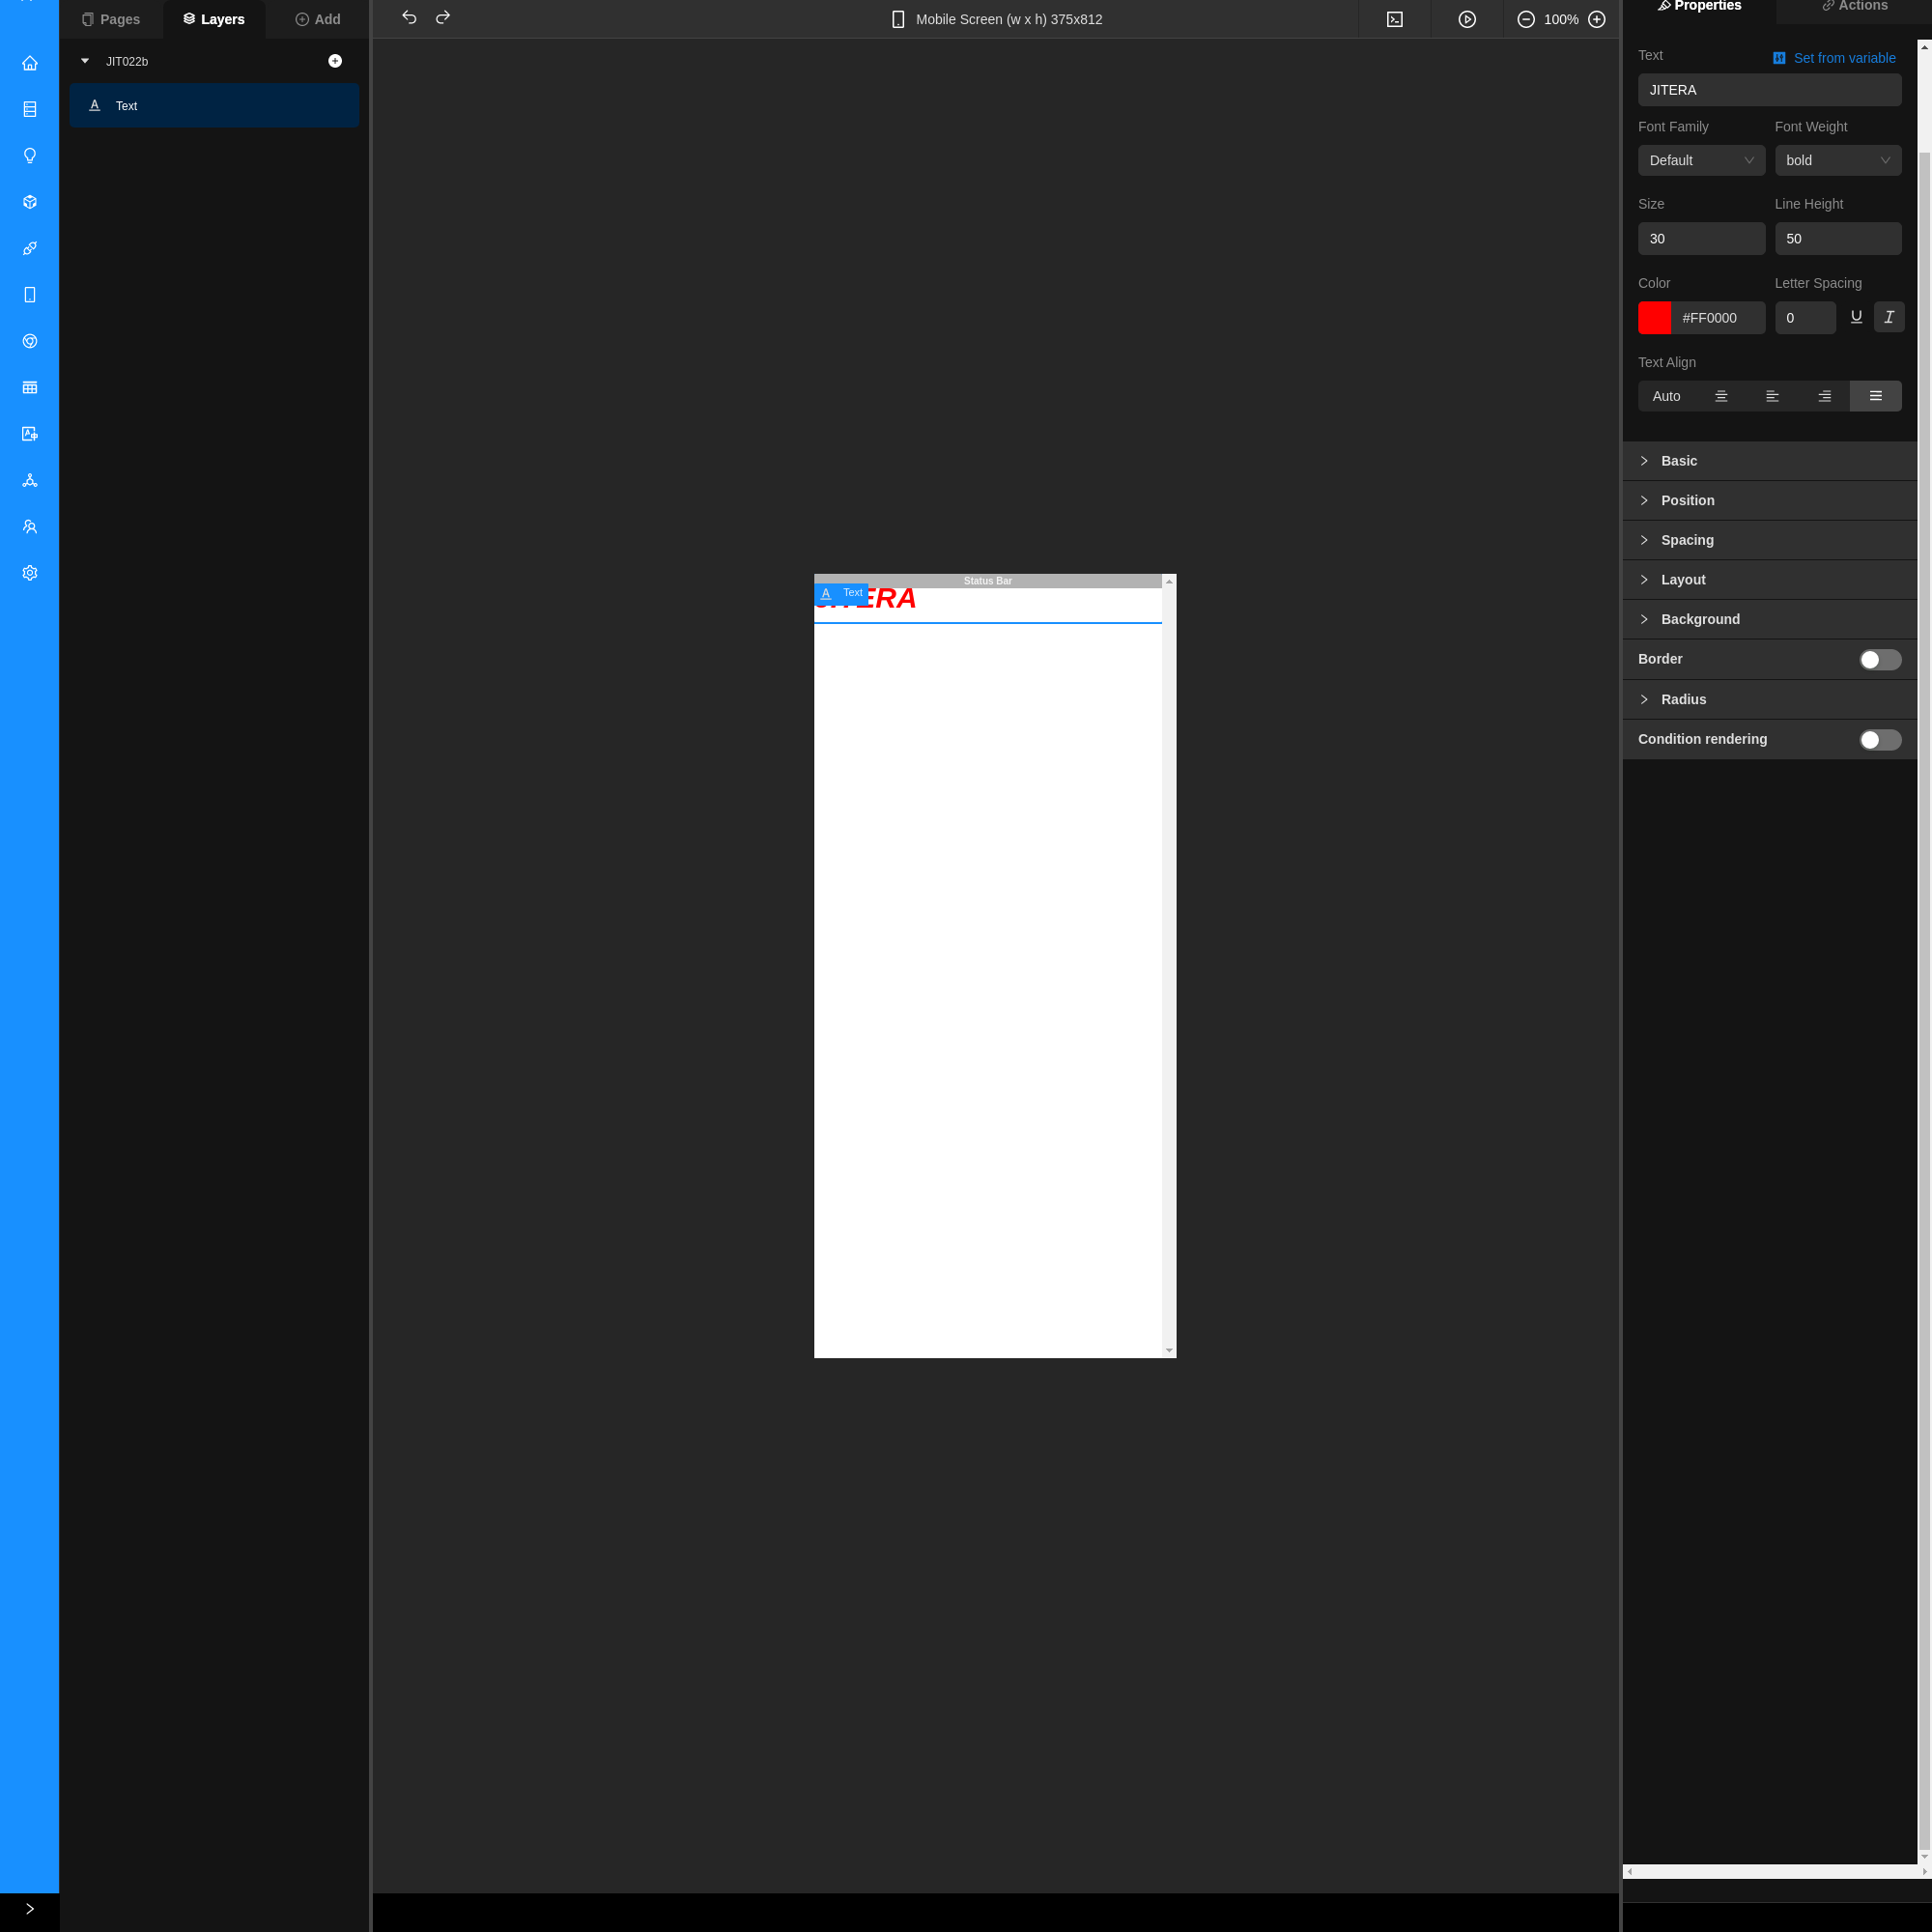 Pages
Layers
Add
Mobile Screen (w x h) 375x812
100%
Properties
Actions
JIT022b
Text
Status Bar
Text
ERA
Text
Set from variable
JITERA
Font Family
Font Weight
Default
bold
Size
Line Height
30
50
Color
Letter Spacing
#FF0000
0
Text Align
Auto
Basic
Position
Spacing
Layout
Background
Border
Radius
Condition rendering